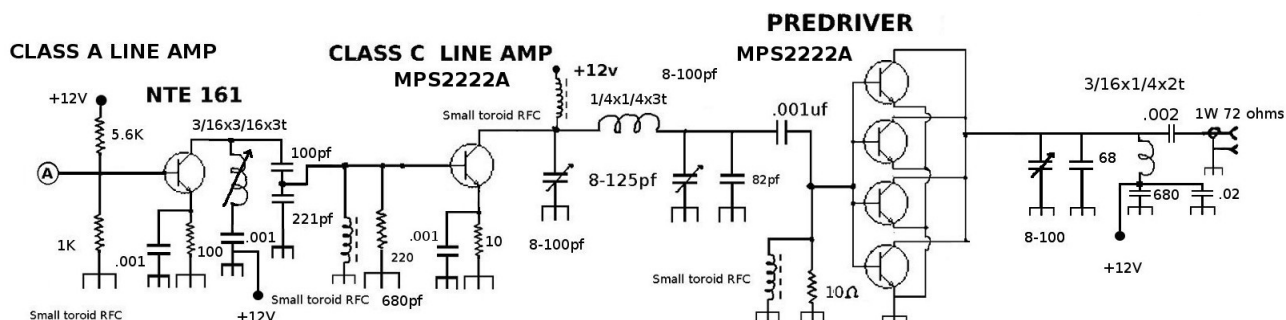 PREDRIVER
CLASS A LINE AMP
CLASS C LINE AMP
MPS2222A
MPS2222A
+12V
NTE 161
+12v
8-100pf
3/16x1/4x2t
5.6K
3/16x3/16x3t
Small toroid RFC
1/4x1/4x3t
.001uf
.002
1W 72 ohms
100pf
A
8-125pf
82pf
68
221pf
680
.02
1K
.001
100
.001
220
.001
10
8-100pf
8-100
Small toroid RFC
10Ω
+12V
Small toroid RFC
680pf
Small toroid RFC
+12V